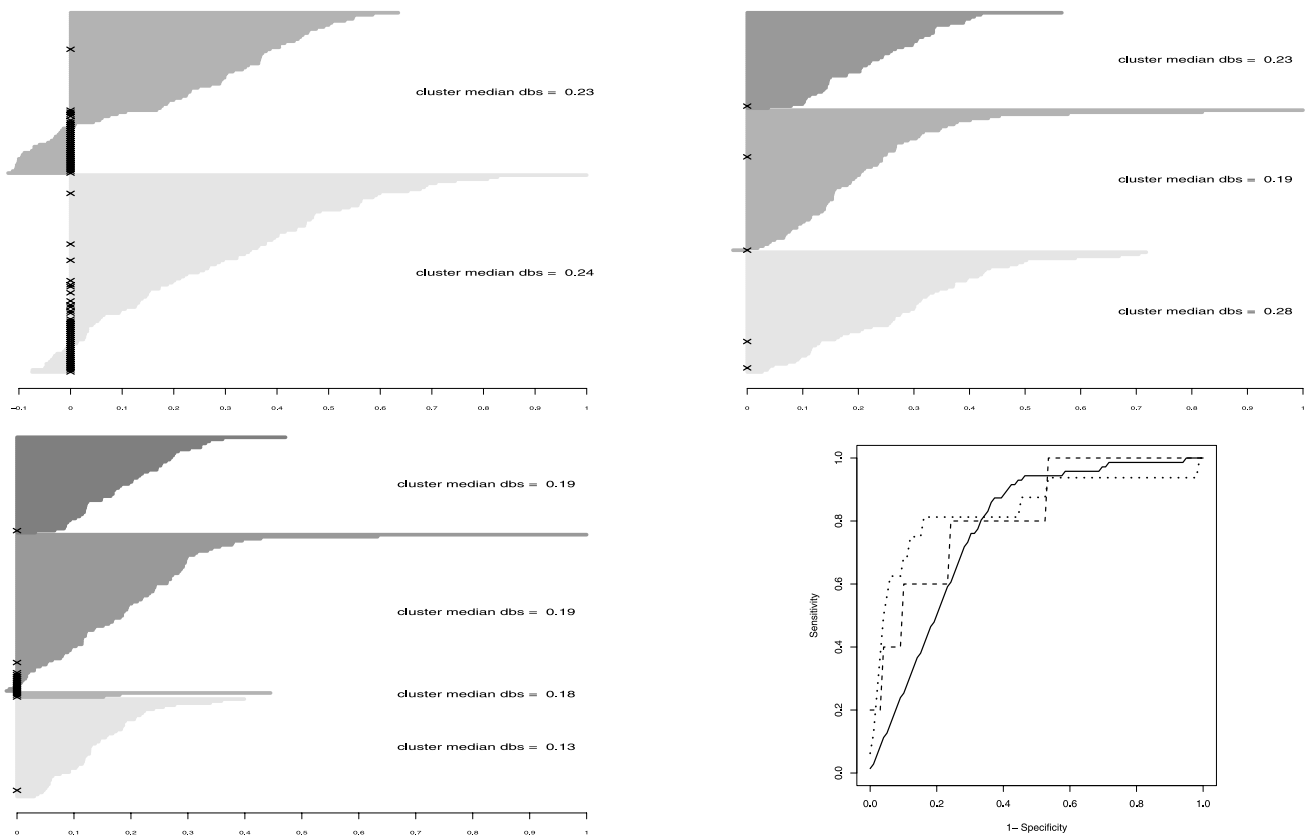 cluster median dbs = 0.23
cluster median dbs = 0.24
−0.1 0 0.1 0.2 0.3 0.4 0.5 0.6 0.7 0.8 0.9 1
cluster median dbs = 0.23
cluster median dbs = 0.19
cluster median dbs = 0.28
0 0.1 0.2 0.3 0.4 0.5 0.6 0.7 0.8 0.9 1
cluster median dbs = 0.19
cluster median dbs = 0.19
cluster median dbs = 0.18
cluster median dbs = 0.13
0 0.1 0.2 0.3 0.4 0.5 0.6 0.7 0.8 0.9 1
Sensitivity
0.0 0.2 0.4 0.6 0.8 1.0
0.0 0.2 0.4 0.6 0.8 1.0
1− Specificity